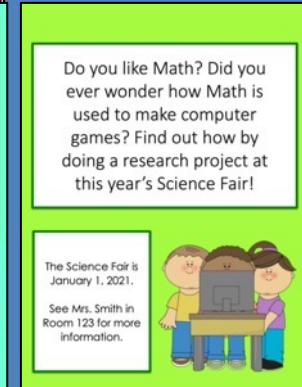 Do you like Math? Did you
ever wonder how Math is
used to make computer
games? Find out how by
doing a research project at
this year's Science Fair!
The Science Fair is
January 1, 2021.
See Mrs. Smith in
Room 123 for more
information.